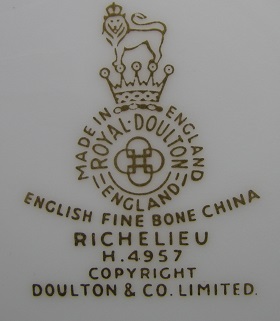 MADE IN ENGLAND
ROYAL·DOULTON
ENGLAND
ENGLISH FINE BONE CHINA
RICHELIEU
H.4957
COPYRIGHT
DOULTON & CO. LIMITED.